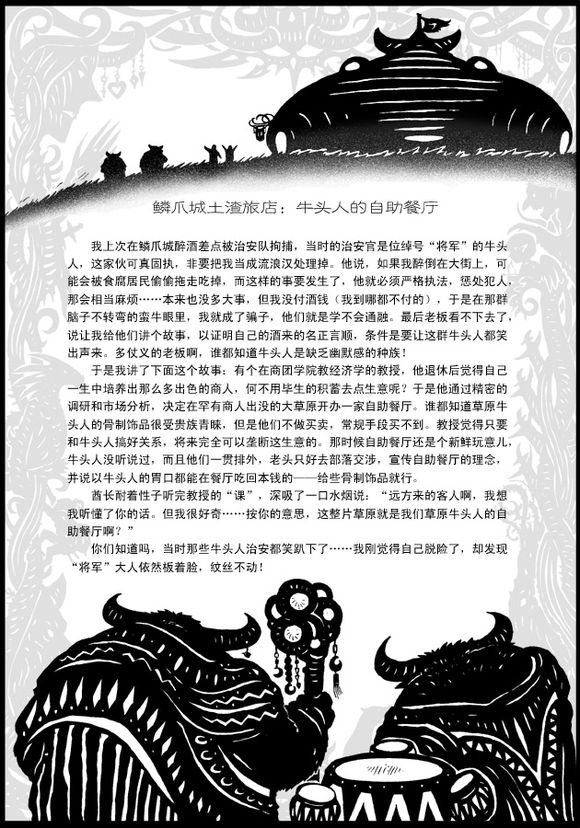 鳞爪城土渣旅店：牛头人的自助餐厅
我上次在鳞爪城醉酒差点被治安队拘捕，当时的治安官是位绰号“将军”的牛头
人，这家伙可真固执，非要把我当成流浪汉处理掉。他说，如果我醉倒在大街上，可
能会被食腐居民偷偷拖走吃掉，而这样的事要发生了，他就必须严格执法，惩处犯人，
那会相当麻烦……本来也没多大事，但我没付酒钱（我到哪都不付的），于是在那群
脑子不转弯的蛮牛眼里，我就成了骗子，他们就是学不会通融。最后老板看不下去了，
说让我给他们讲个故事，以证明自己的酒来的名正言顺，条件是要让这群牛头人都笑
出声来。多仗义的老板啊，谁都知道牛头人是缺乏幽默感的种族！
于是我讲了下面这个故事：有个在商团学院教经济学的教授，他退休后觉得自己
一生中培养出那么多出色的商人，何不用毕生的积蓄去点生意呢？于是他通过精密的
调研和市场分析，决定在罕有商人出没的大草原开办一家自助餐厅。谁都知道草原牛
头人的骨制饰品很受贵族青睐，但是他们不做买卖，常规手段买不到。教授觉得只要
和牛头人搞好关系，将来完全可以垄断这生意的。那时候自助餐厅还是个新鲜玩意儿，
牛头人没听说过，而且他们一贯排外，老头只好去部落交涉，宣传自助餐厅的理念，
并说以牛头人的胃口都能在餐厅吃回本钱的——给些骨制饰品就行。
酋长耐着性子听完教授的“课”，深吸了一口水烟说：“远方来的客人啊，我想
我听懂了你的话。但我很好奇……按你的意思，这整片草原就是我们草原牛头人的自
助餐厅啊？”
你们知道吗，当时那些牛头人治安都笑趴下了……我刚觉得自己脱险了，却发现
“将军”大人依然板着脸，纹丝不动！